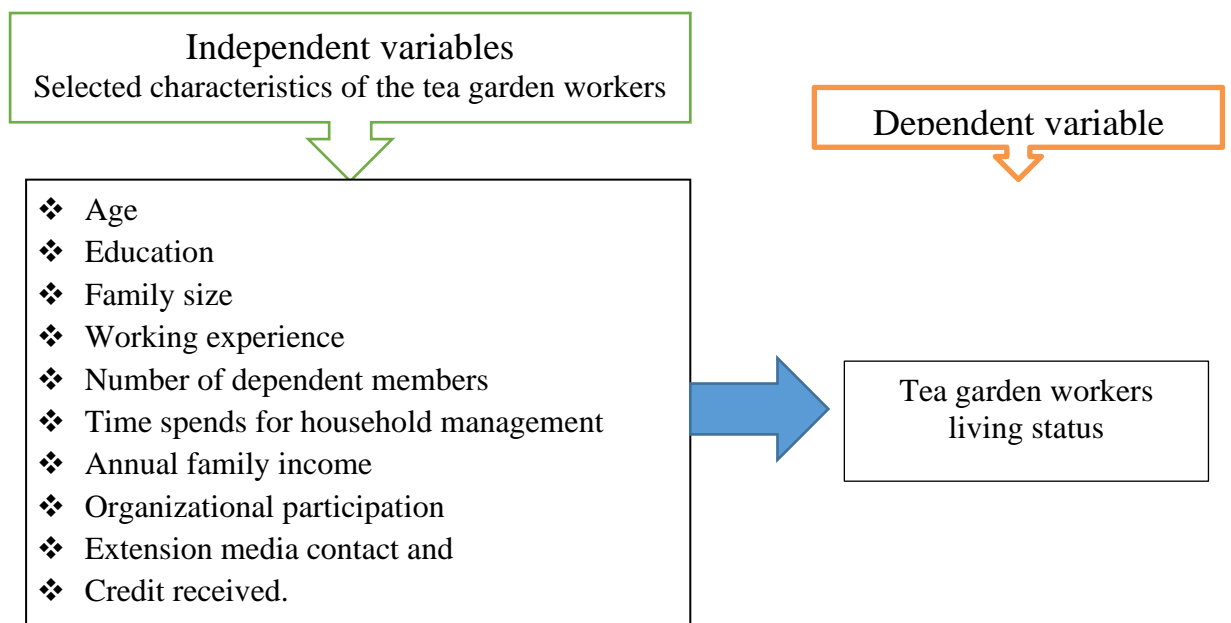 Independent variables
Selected characteristics of the tea garden workers
Dependent variable
❖ Age
❖ Education
❖ Family size
❖ Working experience
❖ Number of dependent members
❖ Time spends for household management
❖ Annual family income
❖ Organizational participation
❖ Extension media contact and
❖ Credit received.
Tea garden workers
living status